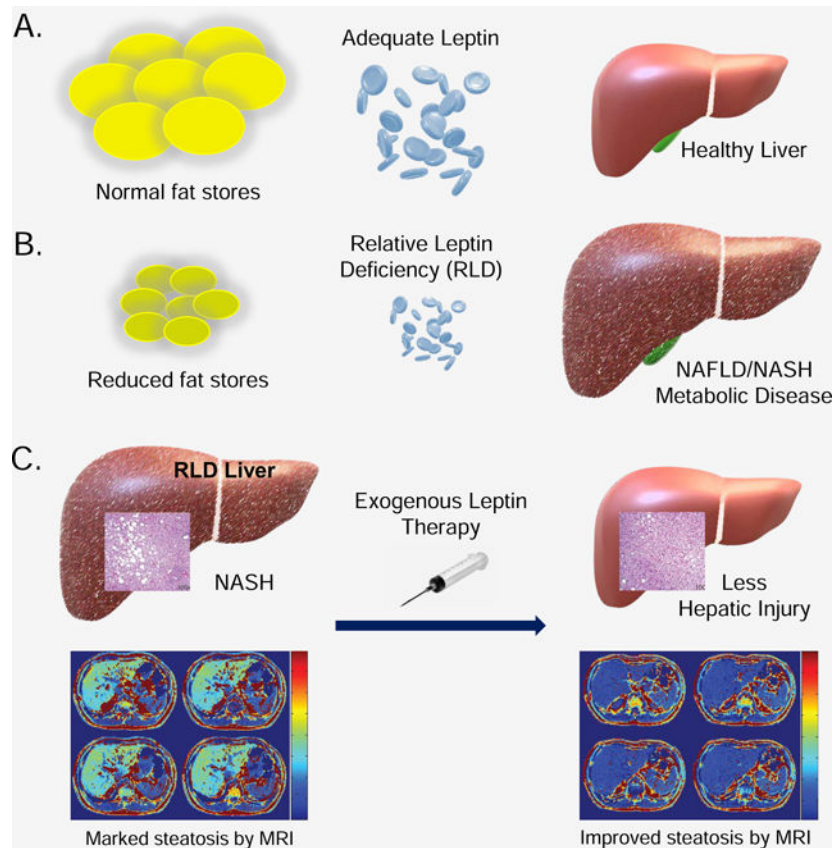 A.
Adequate Leptin
Normal fat stores
Healthy Liver
B.
Relative Leptin
Deficiency (RLD)
Reduced fat stores
NAFLD/NASH
Metabolic Disease
C.
RLD Liver
NASH
Exogenous Leptin
Therapy
Less
Hepatic Injury
Marked steatosis by MRI
Improved steatosis by MRI